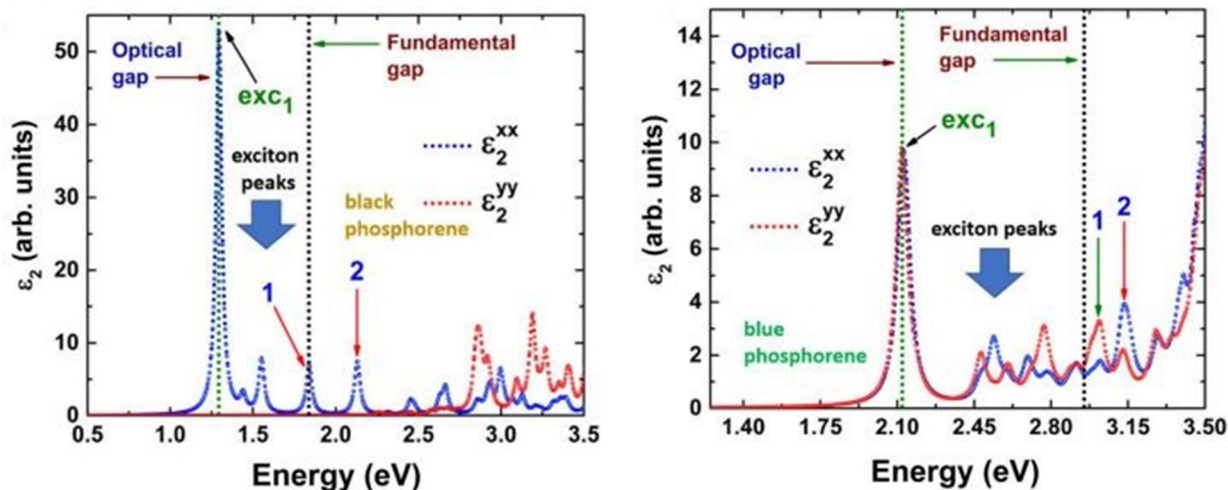 50
40
30
20
10
0
ε₂ (arb. units)
Optical
gap
exc₁
Fundamental
gap
exciton
peaks
ε₂ˣˣ
ε₂ʸʸ
black
phosphorene
1
2
0.5 1.0 1.5 2.0 2.5 3.0 3.5
Energy (eV)
14
12
10
8
6
4
2
0
ε₂ (arb. units)
Optical
gap
Fundamental
gap
exc₁
ε₂ˣˣ
ε₂ʸʸ
exciton peaks
1
2
blue
phosphorene
1.40 1.75 2.10 2.45 2.80 3.15 3.50
Energy (eV)